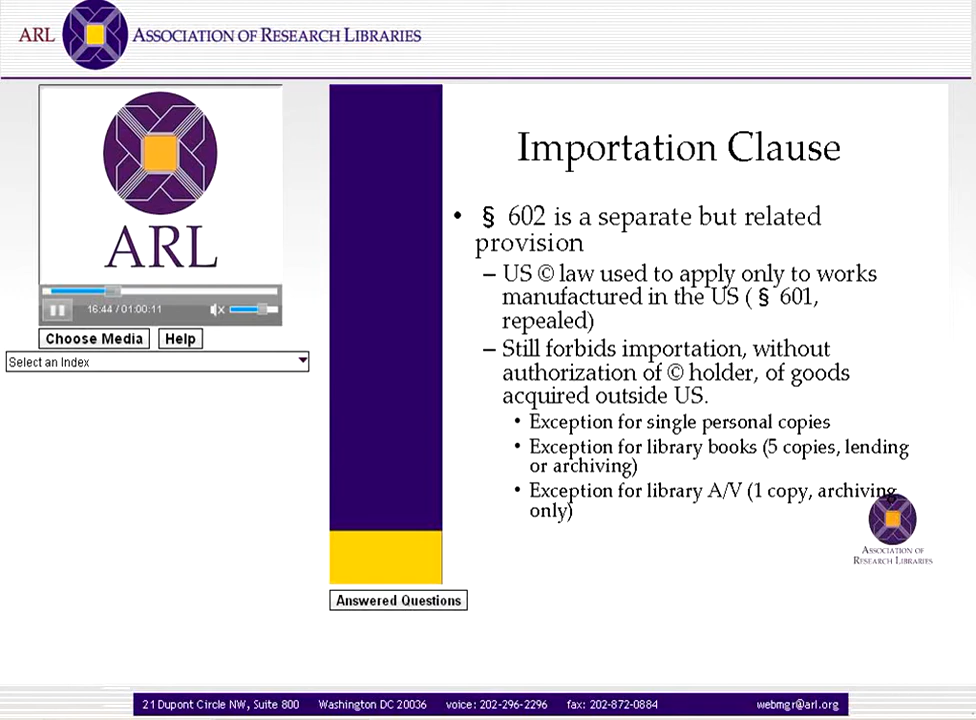 ARL ASSOCIATION OF RESEARCH LIBRARIES
ARL
16:44 / 01:00:11
Choose Media Help
Select an Index
Importation Clause
• § 602 is a separate but related
provision
– US © law used to apply only to works
manufactured in the US ( § 601,
repealed)
– Still forbids importation, without
authorization of © holder, of goods
acquired outside US.
• Exception for single personal copies
• Exception for library books (5 copies, lending
or archiving)
• Exception for library A/V (1 copy, archiving
only)
ASSOCIATION OF
RESEARCH LIBRARIES
Answered Questions
21 Dupont Circle NW, Suite 800 Washington DC 20036 voice: 202-296-2296 fax: 202-872-0884 webmgr@arl.org